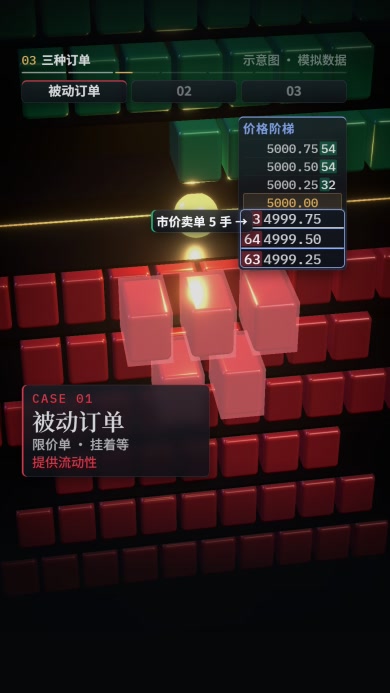 03 三种订单
示意图 • 模拟数据
被动订单
02
03
价格阶梯
5000.75 54
5000.50 54
5000.25 32
5000.00
市价卖单 5 手 → 3 4999.75
64 4999.50
63 4999.25
CASE 01
被动订单
限价单 • 挂着等
提供流动性